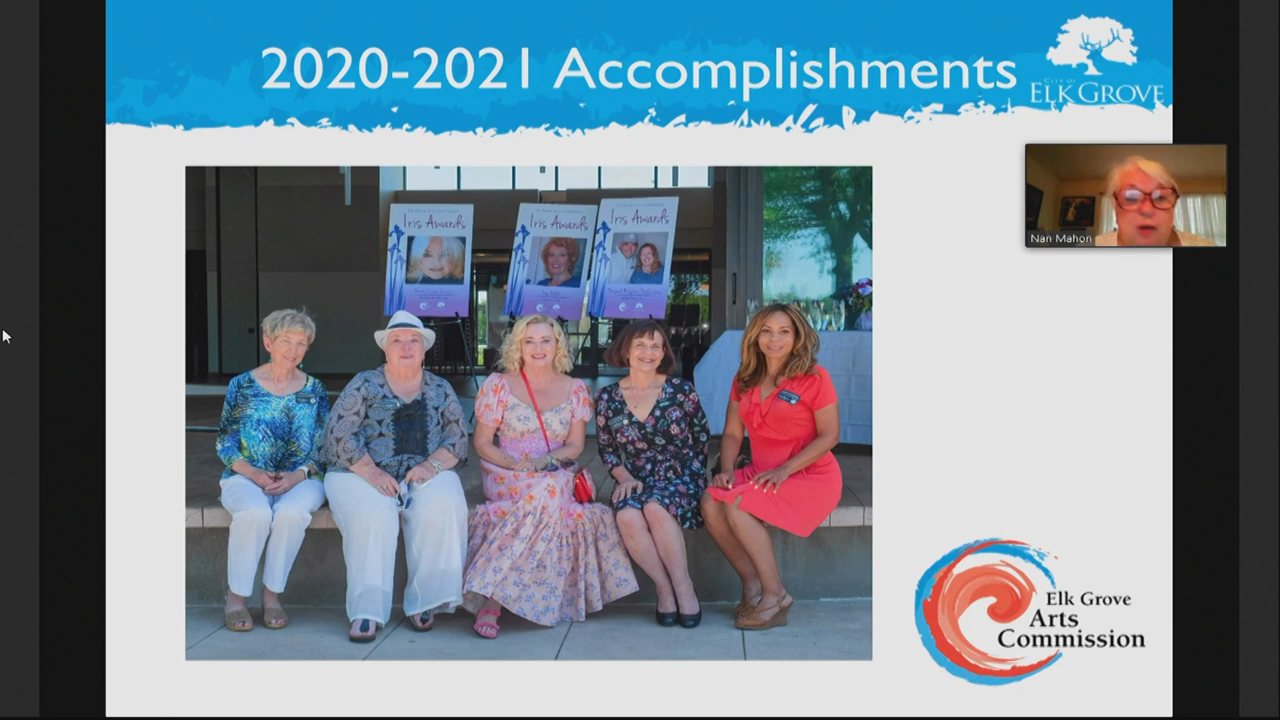 2020-2021 Accomplishments
CITY OF
ELK GROVE
Nan Mahon
Iris Awards
Iris Awards
Iris Awards
Elk Grove
Arts
Commission